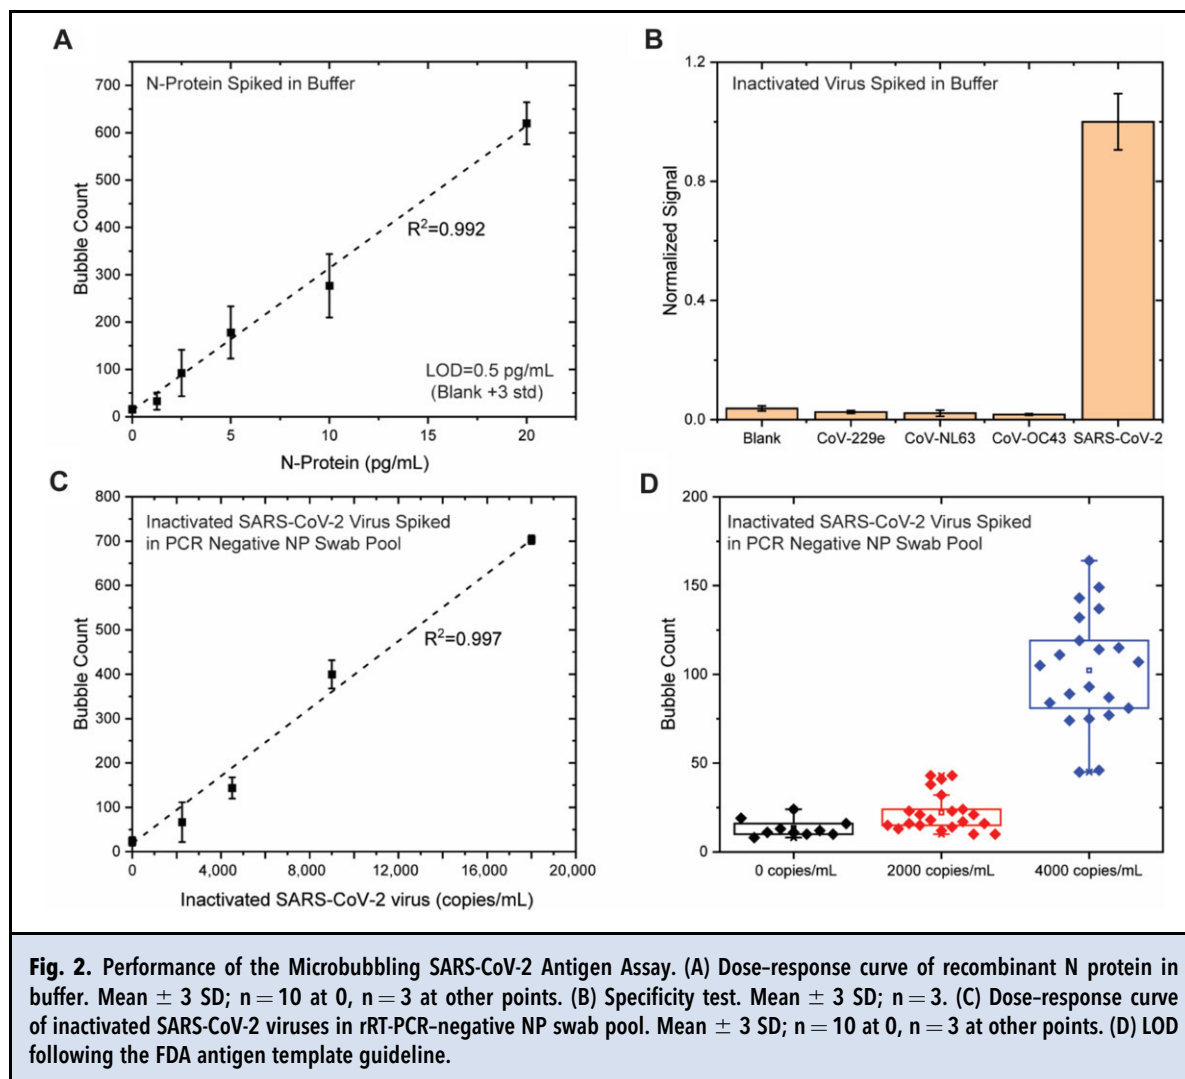 A
N-Protein Spiked in Buffer
700
600
500
400
300
200
100
0
Bubble Count
R²=0.992
LOD=0.5 pg/mL
(Blank +3 std)
0 5 10 15 20
N-Protein (pg/mL)
B
Inactivated Virus Spiked in Buffer
1.2
0.8
0.4
0.0
Normalized Signal
Blank CoV-229e CoV-NL63 CoV-OC43 SARS-CoV-2
C
Inactivated SARS-CoV-2 Virus Spiked
in PCR Negative NP Swab Pool
800
700
600
500
400
300
200
100
0
Bubble Count
R²=0.997
0 4,000 8,000 12,000 16,000 20,000
Inactivated SARS-CoV-2 virus (copies/mL)
D
Inactivated SARS-CoV-2 Virus Spiked
in PCR Negative NP Swab Pool
200
150
100
50
0
Bubble Count
0 copies/mL 2000 copies/mL 4000 copies/mL
Fig. 2. Performance of the Microbubbling SARS-CoV-2 Antigen Assay. (A) Dose–response curve of recombinant N protein in
buffer. Mean ± 3 SD; n = 10 at 0, n = 3 at other points. (B) Specificity test. Mean ± 3 SD; n = 3. (C) Dose–response curve
of inactivated SARS-CoV-2 viruses in rRT-PCR–negative NP swab pool. Mean ± 3 SD; n = 10 at 0, n = 3 at other points. (D) LOD
following the FDA antigen template guideline.